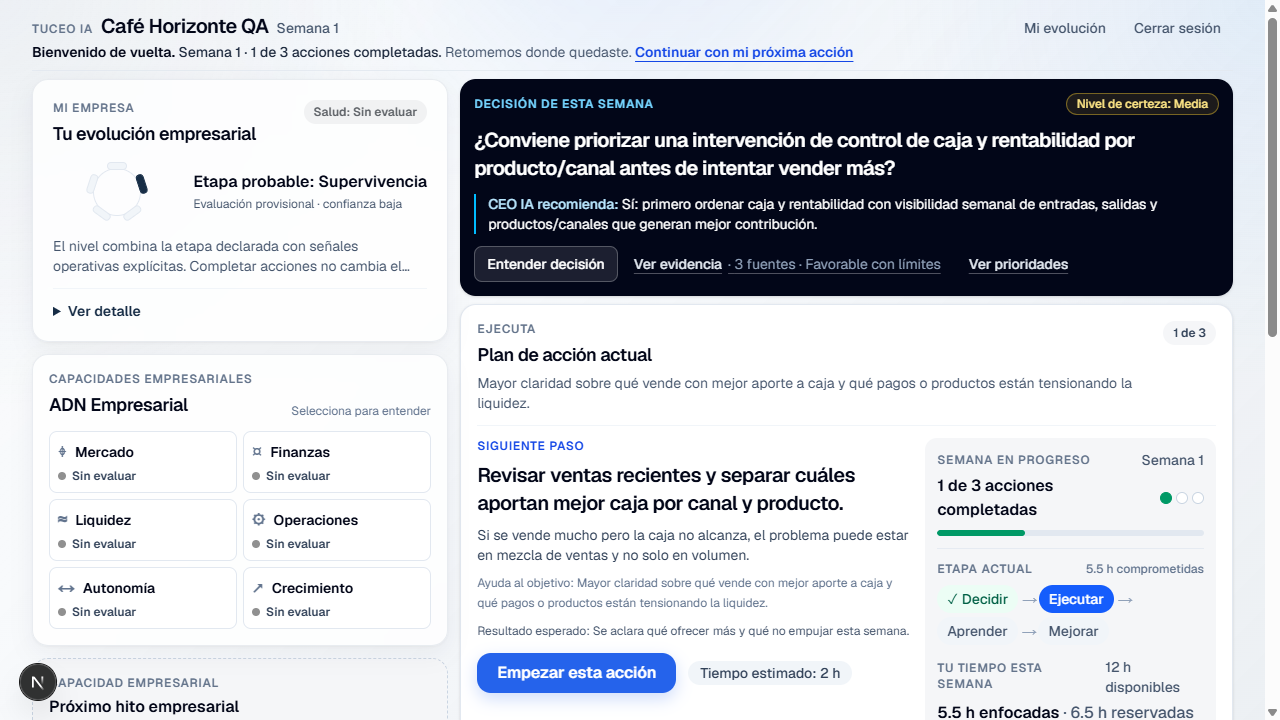 TUCEO IA Café Horizonte QA Semana 1
Mi evolución Cerrar sesión
Bienvenido de vuelta. Semana 1 · 1 de 3 acciones completadas. Retomemos donde quedaste. Continuar con mi próxima acción
MI EMPRESA
Salud: Sin evaluar
Tu evolución empresarial
Etapa probable: Supervivencia
Evaluación provisional · confianza baja
El nivel combina la etapa declarada con señales
operativas explícitas. Completar acciones no cambia el…
Ver detalle
CAPACIDADES EMPRESARIALES
ADN Empresarial
Selecciona para entender
Mercado
Sin evaluar
Finanzas
Sin evaluar
Liquidez
Sin evaluar
Operaciones
Sin evaluar
Autonomía
Sin evaluar
Crecimiento
Sin evaluar
N
APACIDAD EMPRESARIAL
Próximo hito empresarial
DECISIÓN DE ESTA SEMANA
Nivel de certeza: Media
¿Conviene priorizar una intervención de control de caja y rentabilidad por
producto/canal antes de intentar vender más?
CEO IA recomienda: Sí: primero ordenar caja y rentabilidad con visibilidad semanal de entradas, salidas y
productos/canales que generan mejor contribución.
Entender decisión Ver evidencia · 3 fuentes · Favorable con límites Ver prioridades
EJECUTA
1 de 3
Plan de acción actual
Mayor claridad sobre qué vende con mejor aporte a caja y qué pagos o productos están tensionando la
liquidez.
SIGUIENTE PASO
Revisar ventas recientes y separar cuáles
aportan mejor caja por canal y producto.
Si se vende mucho pero la caja no alcanza, el problema puede estar
en mezcla de ventas y no solo en volumen.
Ayuda al objetivo: Mayor claridad sobre qué vende con mejor aporte a caja y
qué pagos o productos están tensionando la liquidez.
Resultado esperado: Se aclara qué ofrecer más y qué no empujar esta semana.
Empezar esta acción Tiempo estimado: 2 h
SEMANA EN PROGRESO Semana 1
1 de 3 acciones
completadas
ETAPA ACTUAL 5.5 h comprometidas
✓ Decidir → Ejecutar →
Aprender → Mejorar
TU TIEMPO ESTA
SEMANA
12 h
disponibles
5.5 h enfocadas · 6.5 h reservadas